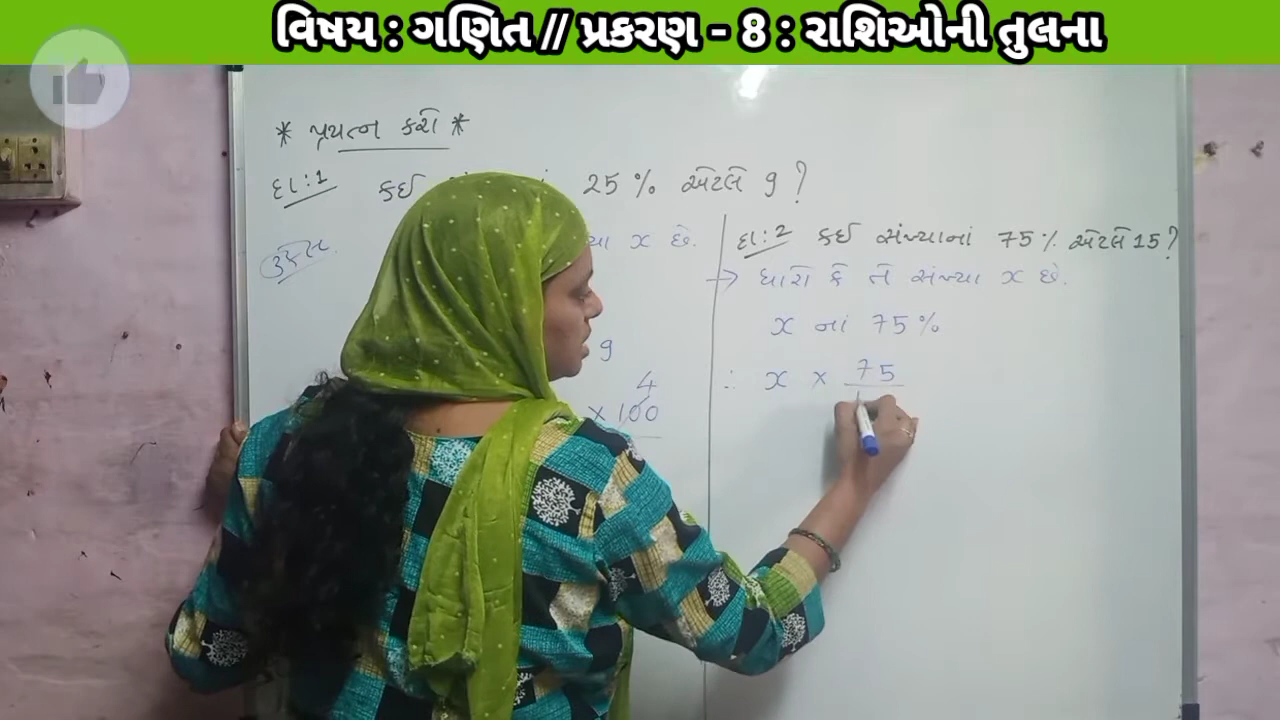 વિષય : ગણિત // પ્રકરણ - 8 : રાશિઓની તુલના
* પ્રયત્ન કરો *
દા:1 કઈ 25 % એટલે 9 ?
x છે.
9
4
× 100
દા:2 કઈ સંખ્યાનાં 75 % એટલે 15 ?
→ ધારો કે તે સંખ્યા x છે.
x નાં 75 %
∴ x × 75